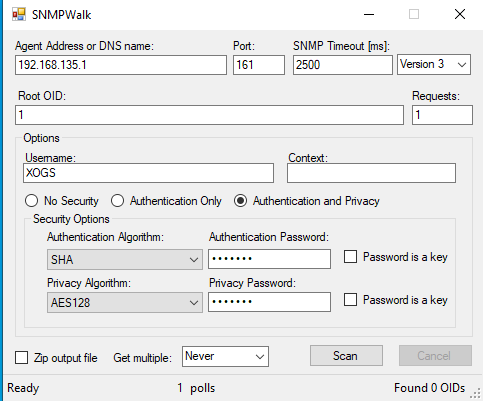 SNMPWalk
Agent Address or DNS name: Port: SNMP Timeout [ms]:
192.168.135.1 161 2500 Version 3
Root OID: Requests:
1 1
Options
Username: Context:
XOGS
No Security Authentication Only Authentication and Privacy
Security Options
Authentication Algorithm: Authentication Password:
SHA ••••••• Password is a key
Privacy Algorithm: Privacy Password:
AES128 ••••••• Password is a key
Zip output file Get multiple: Never Scan Cancel
Ready 1 polls Found 0 OIDs